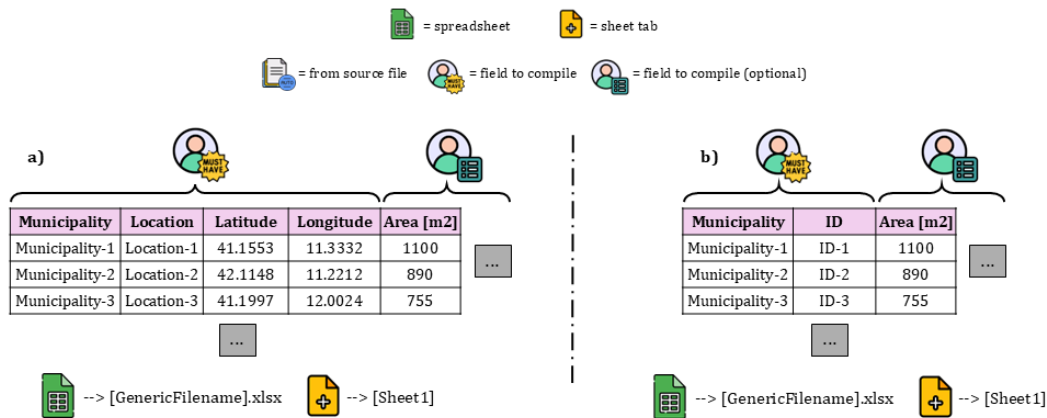 = spreadsheet = sheet tab
= from source file = field to compile = field to compile (optional)
MUST HAVE
a)
MUST HAVE
b)
MUST HAVE
Municipality Location Latitude Longitude Area [m2]
Municipality-1 Location-1 41.1553 11.3332 1100
Municipality-2 Location-2 42.1148 11.2212 890
Municipality-3 Location-3 41.1997 12.0024 755
...
...
--> [GenericFilename].xlsx --> [Sheet1]
Municipality ID Area [m2]
Municipality-1 ID-1 1100
Municipality-2 ID-2 890
Municipality-3 ID-3 755
...
...
--> [GenericFilename].xlsx --> [Sheet1]